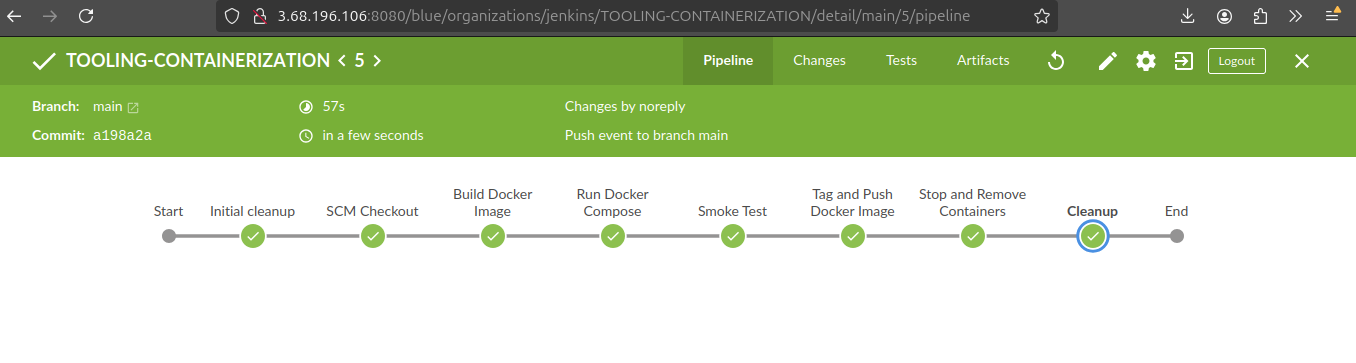 3.68.196.106:8080/blue/organizations/jenkins/TOOLING-CONTAINERIZATION/detail/main/5/pipeline
TOOLING-CONTAINERIZATION < 5 >
Pipeline
Changes
Tests
Artifacts
Logout
Branch: main
57s
Changes by noreply
Commit: a198a2a
in a few seconds
Push event to branch main
Start
Initial cleanup
SCM Checkout
Build Docker
Image
Run Docker
Compose
Smoke Test
Tag and Push
Docker Image
Stop and Remove
Containers
Cleanup
End